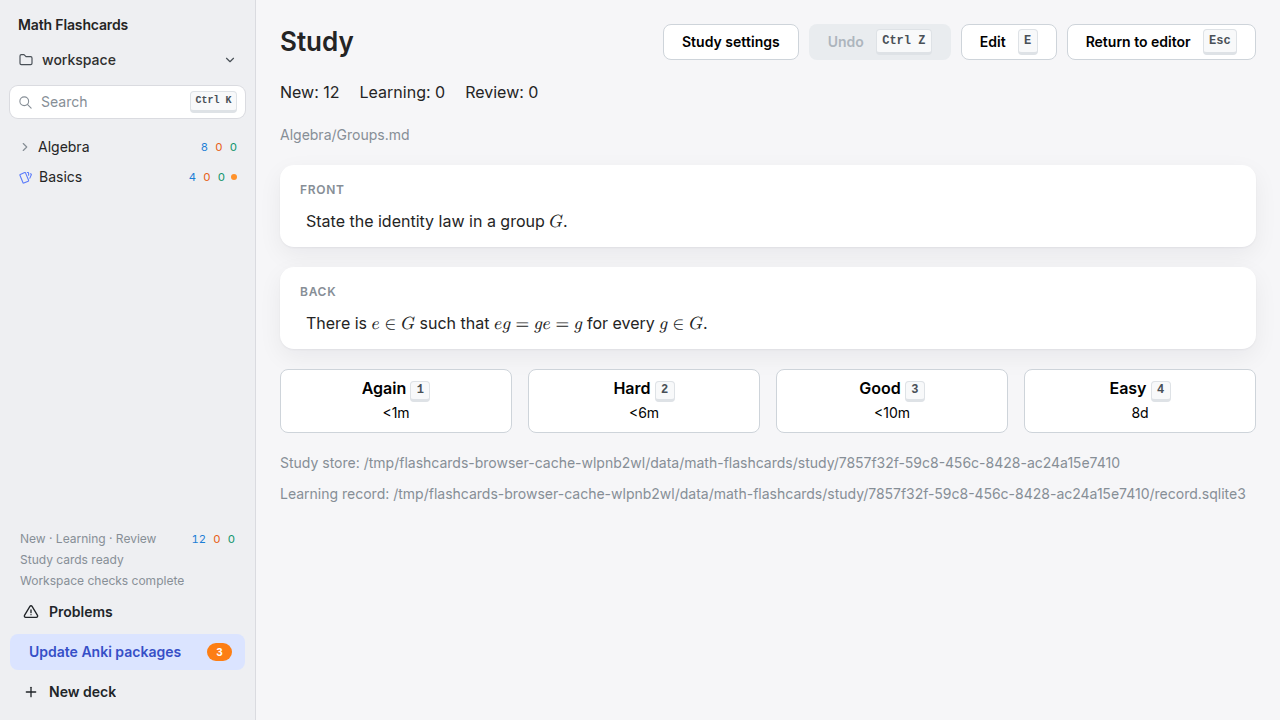 Math Flashcards
workspace
Search Ctrl K
Algebra 8 0 0
Basics 4 0 0
New · Learning · Review 12 0 0
Study cards ready
Workspace checks complete
Problems
Update Anki packages 3
New deck
Study
Study settings
Undo Ctrl Z
Edit E
Return to editor Esc
New: 12 Learning: 0 Review: 0
Algebra/Groups.md
FRONT
State the identity law in a group G.
BACK
There is e ∈ G such that eg = ge = g for every g ∈ G.
Again 1
<1m
Hard 2
<6m
Good 3
<10m
Easy 4
8d
Study store: /tmp/flashcards-browser-cache-wlpnb2wl/data/math-flashcards/study/7857f32f-59c8-456c-8428-ac24a15e7410
Learning record: /tmp/flashcards-browser-cache-wlpnb2wl/data/math-flashcards/study/7857f32f-59c8-456c-8428-ac24a15e7410/record.sqlite3